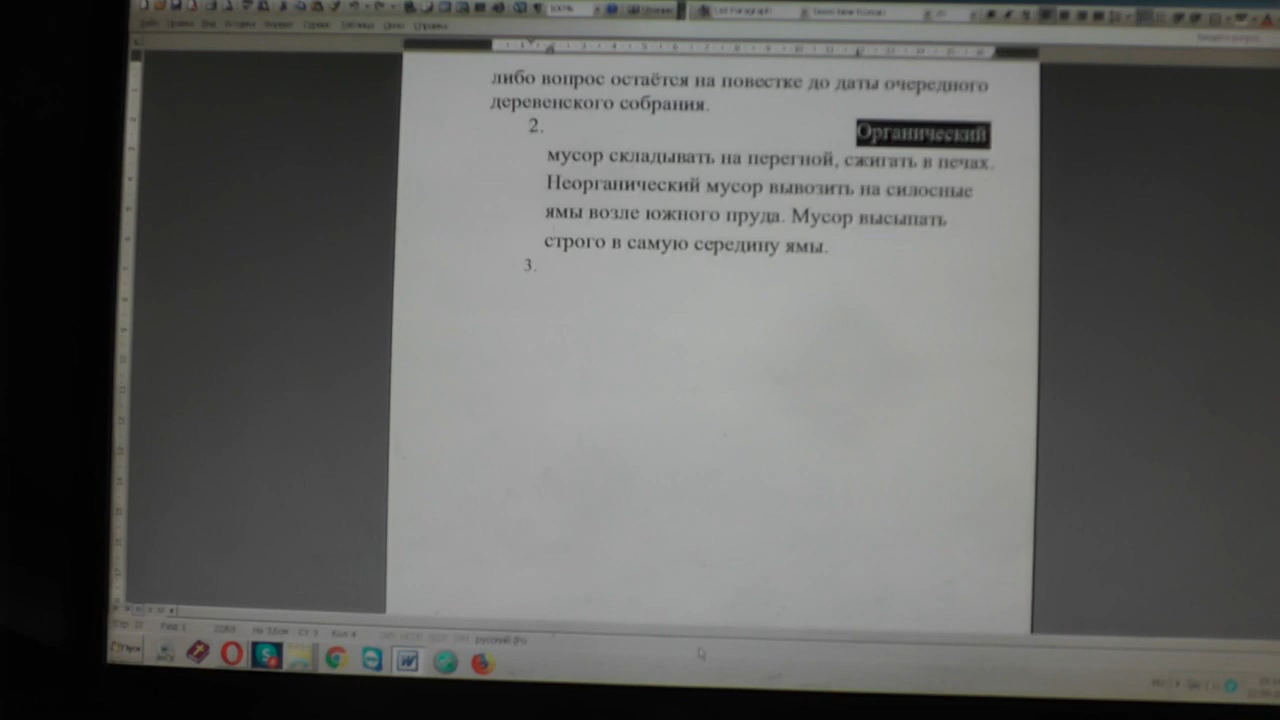 либо вопрос остаётся на повестке до даты очередного
деревенского собрания.
2. Органический
мусор складывать на перегной, сжигать в печах.
Неорганический мусор вывозить на силосные
ямы возле южного пруда. Мусор высыпать
строго в самую середину ямы.
3.